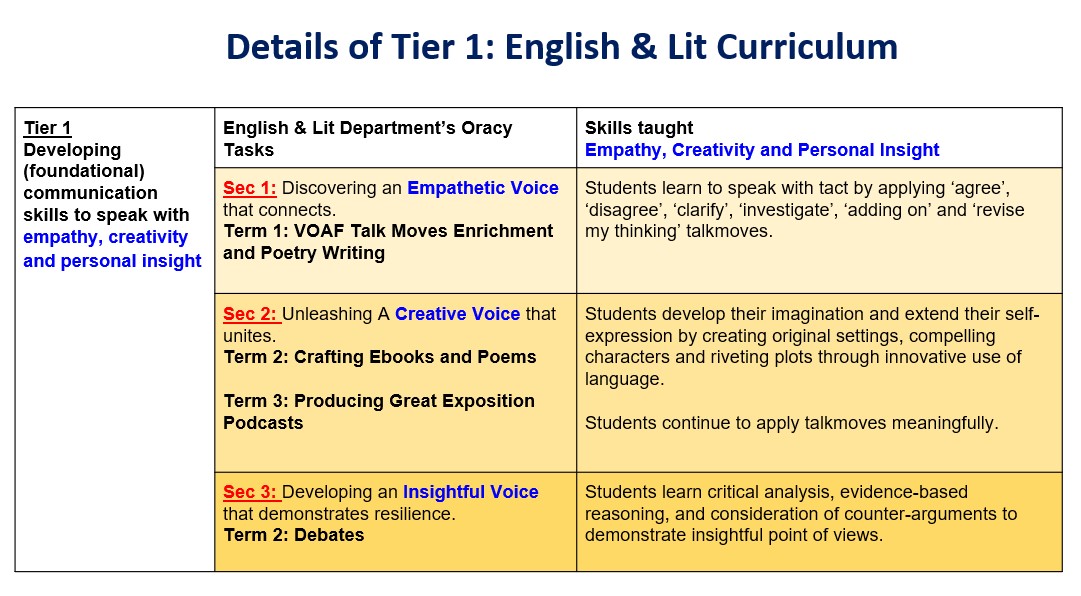 Details of Tier 1: English & Lit Curriculum
Tier 1
Developing
(foundational)
communication
skills to speak with
empathy, creativity
and personal insight
English & Lit Department’s Oracy
Tasks
Skills taught
Empathy, Creativity and Personal Insight
Sec 1: Discovering an Empathetic Voice
that connects.
Term 1: VOAF Talk Moves Enrichment
and Poetry Writing
Students learn to speak with tact by applying ‘agree’,
‘disagree’, ‘clarify’, ‘investigate’, ‘adding on’ and ‘revise
my thinking’ talkmoves.
Sec 2: Unleashing A Creative Voice that
unites.
Term 2: Crafting Ebooks and Poems
Term 3: Producing Great Exposition
Podcasts
Students develop their imagination and extend their self-
expression by creating original settings, compelling
characters and riveting plots through innovative use of
language.
Students continue to apply talkmoves meaningfully.
Sec 3: Developing an Insightful Voice
that demonstrates resilience.
Term 2: Debates
Students learn critical analysis, evidence-based
reasoning, and consideration of counter-arguments to
demonstrate insightful point of views.